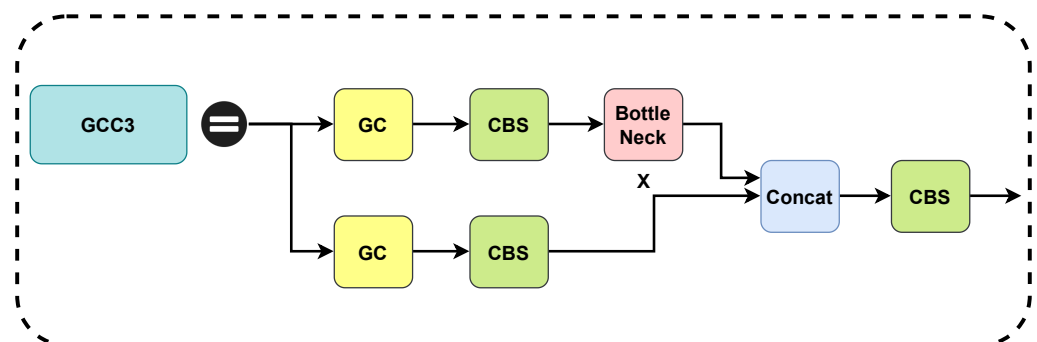 GCC3
GC
CBS
Bottle
Neck
X
Concat
CBS
GC
CBS